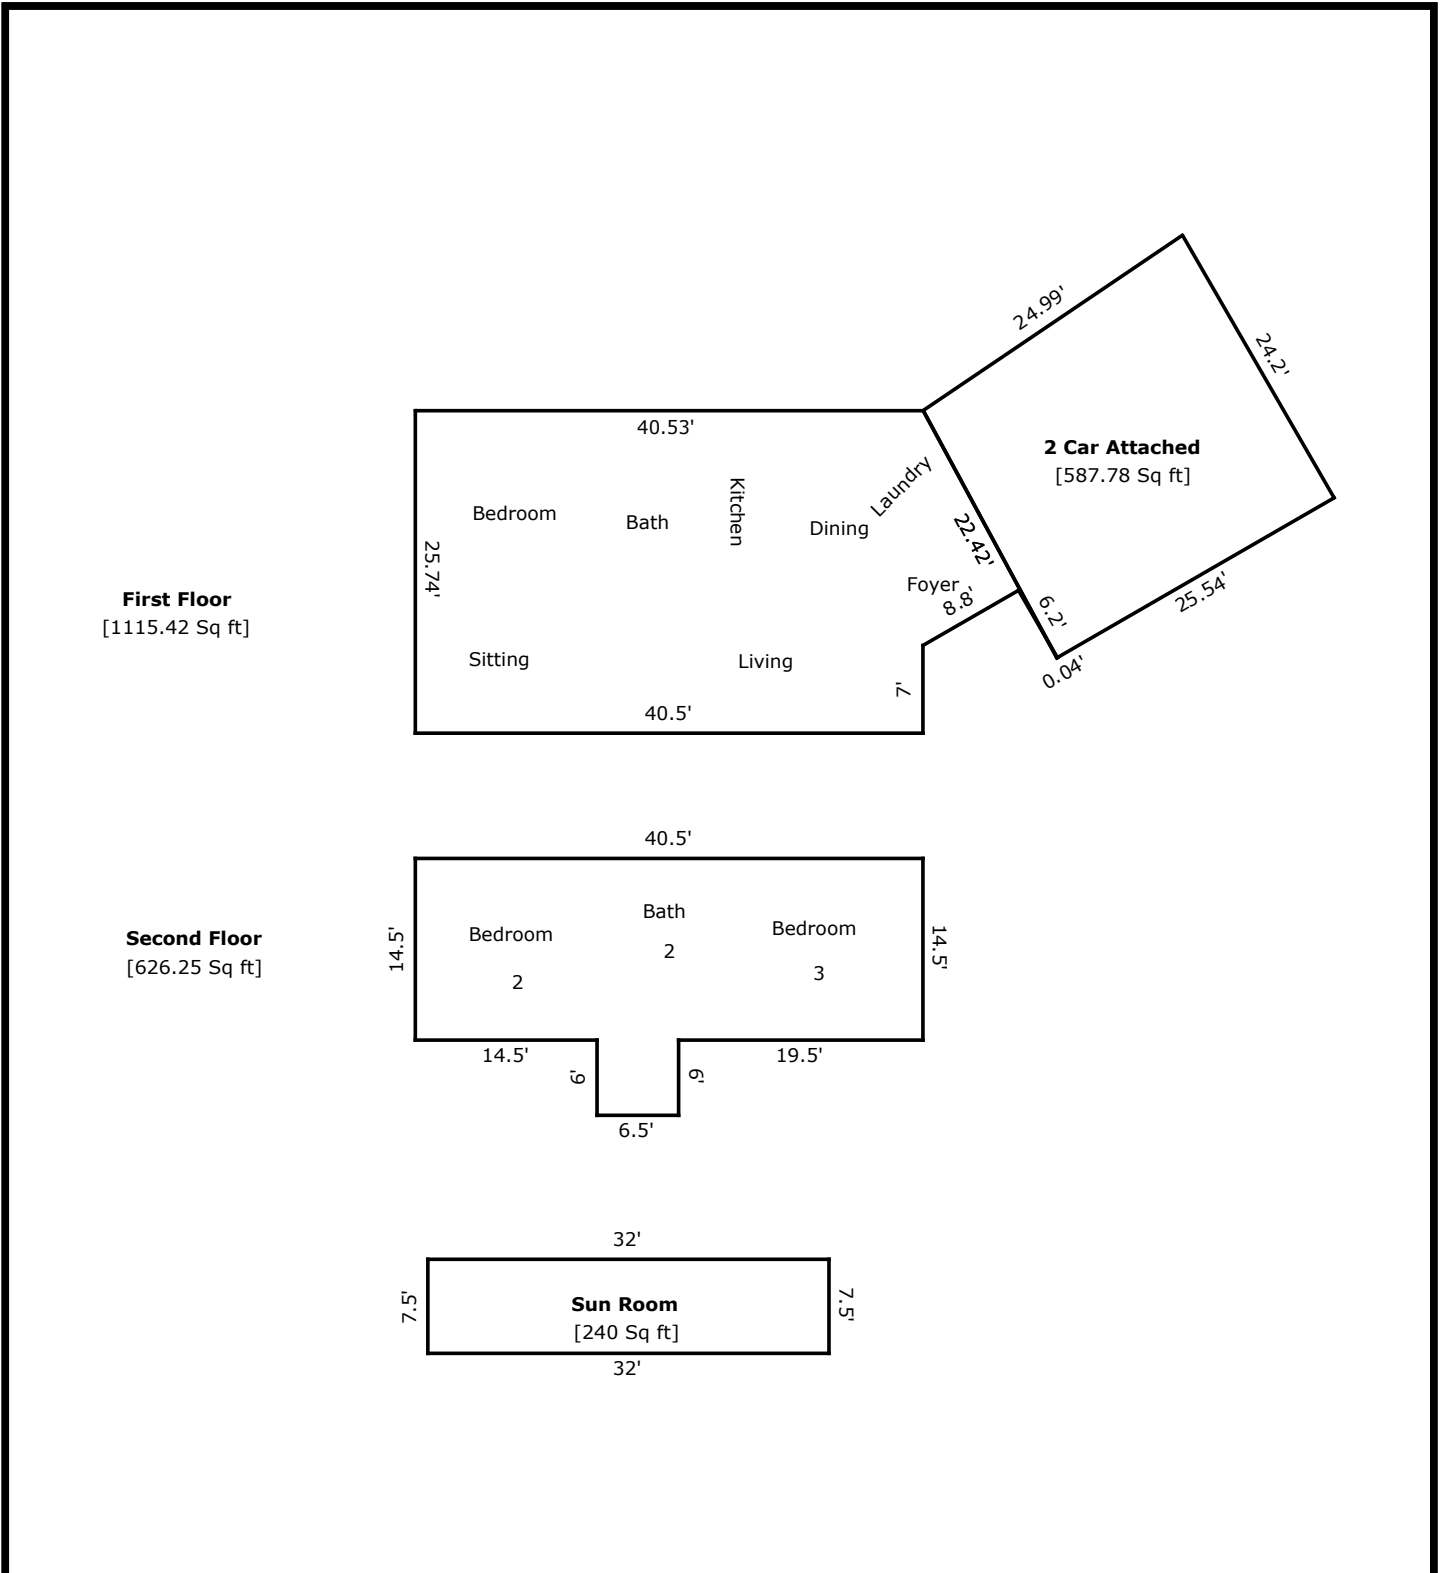 24.99'
24.2'
2 Car Attached
[587.78 Sq ft]
40.53'
Laundry
Kitchen
Bedroom
Bath
Dining
22.42'
25.74'
Foyer
8.8'
6.2'
25.54'
0.04'
First Floor
[1115.42 Sq ft]
Sitting
Living
7'
40.5'
40.5'
Second Floor
[626.25 Sq ft]
14.5'
Bedroom
2
Bath
2
Bedroom
3
14.5'
14.5'
6'
6'
19.5'
6.5'
32'
7.5'
Sun Room
[240 Sq ft]
7.5'
32'